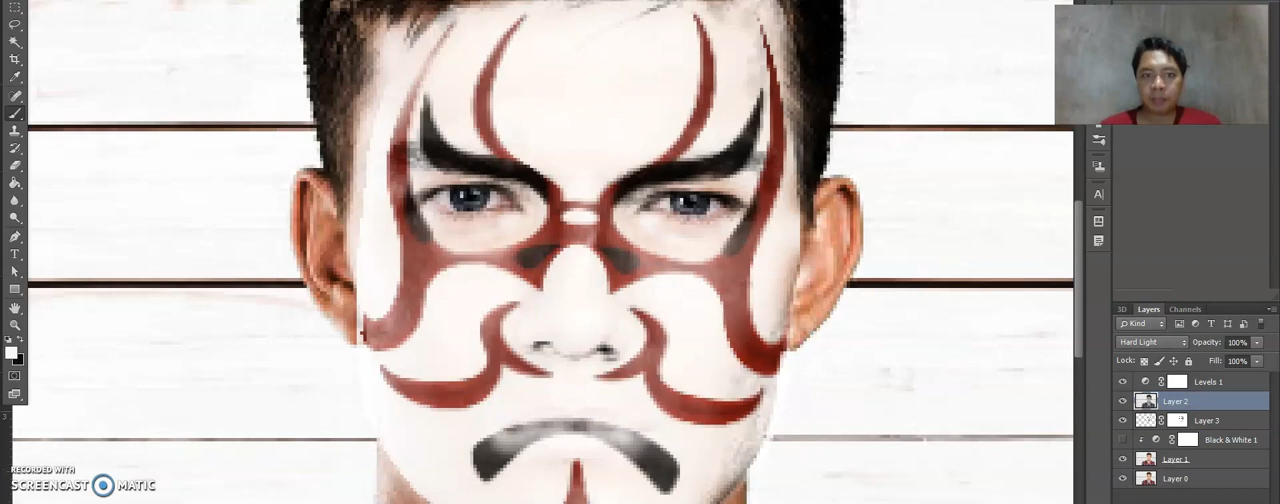 A|
3D Layers Channels
Kind
Hard Light Opacity: 100%
Lock: Fill: 100%
Levels 1
Layer 2
Layer 3
Black & White 1
Layer 1
Layer 0
T
3
RECORDED WITH
SCREENCAST MATIC